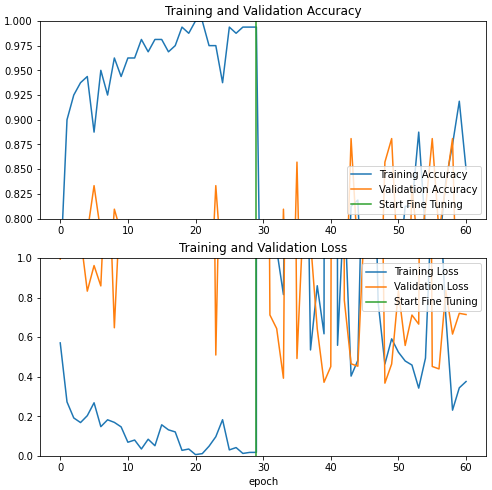 Training and Validation Accuracy
1.000
0.975
0.950
0.925
0.900
0.875
0.850
0.825
0.800
Training Accuracy
Validation Accuracy
Start Fine Tuning
0 10 20 30 40 50 60
Training and Validation Loss
1.0
0.8
0.6
0.4
0.2
0.0
Training Loss
Validation Loss
Start Fine Tuning
0 10 20 30 40 50 60
epoch